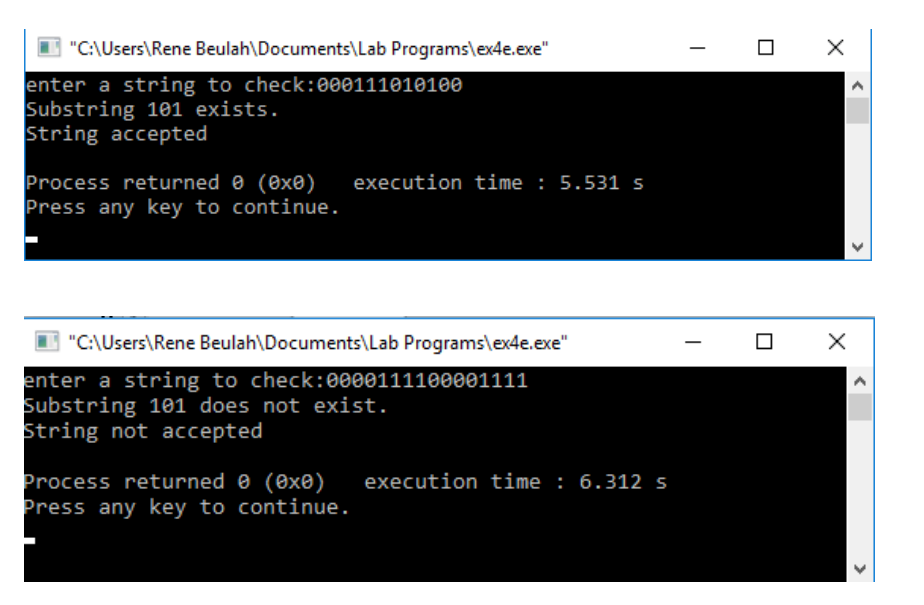 "C:\Users\Rene Beulah\Documents\Lab Programs\ex4e.exe"
enter a string to check:000111010100
Substring 101 exists.
String accepted
Process returned 0 (0x0)   execution time : 5.531 s
Press any key to continue.
"C:\Users\Rene Beulah\Documents\Lab Programs\ex4e.exe"
enter a string to check:0000111100001111
Substring 101 does not exist.
String not accepted
Process returned 0 (0x0)   execution time : 6.312 s
Press any key to continue.